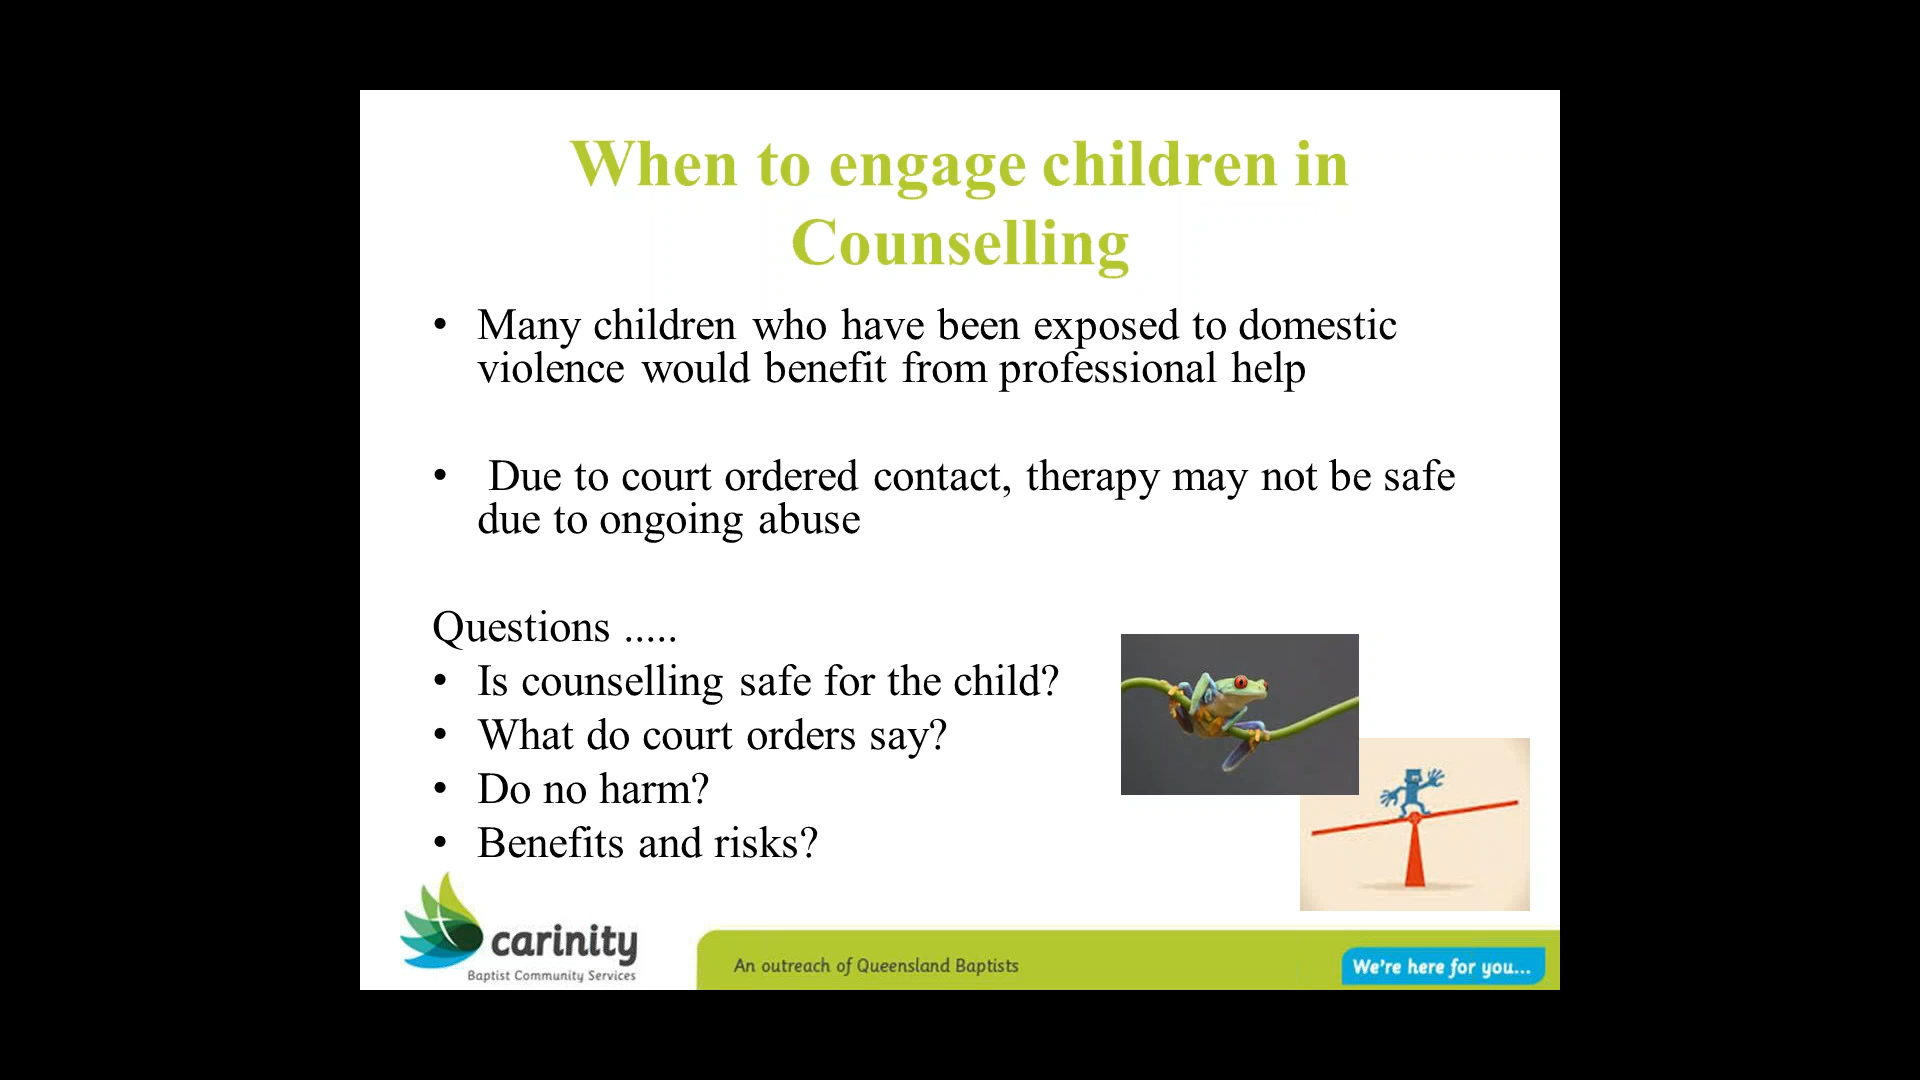 When to engage children in
Counselling
• Many children who have been exposed to domestic
violence would benefit from professional help
• Due to court ordered contact, therapy may not be safe
due to ongoing abuse
Questions .....
• Is counselling safe for the child?
• What do court orders say?
• Do no harm?
• Benefits and risks?
carinity
Baptist Community Services
An outreach of Queensland Baptists
We're here for you...